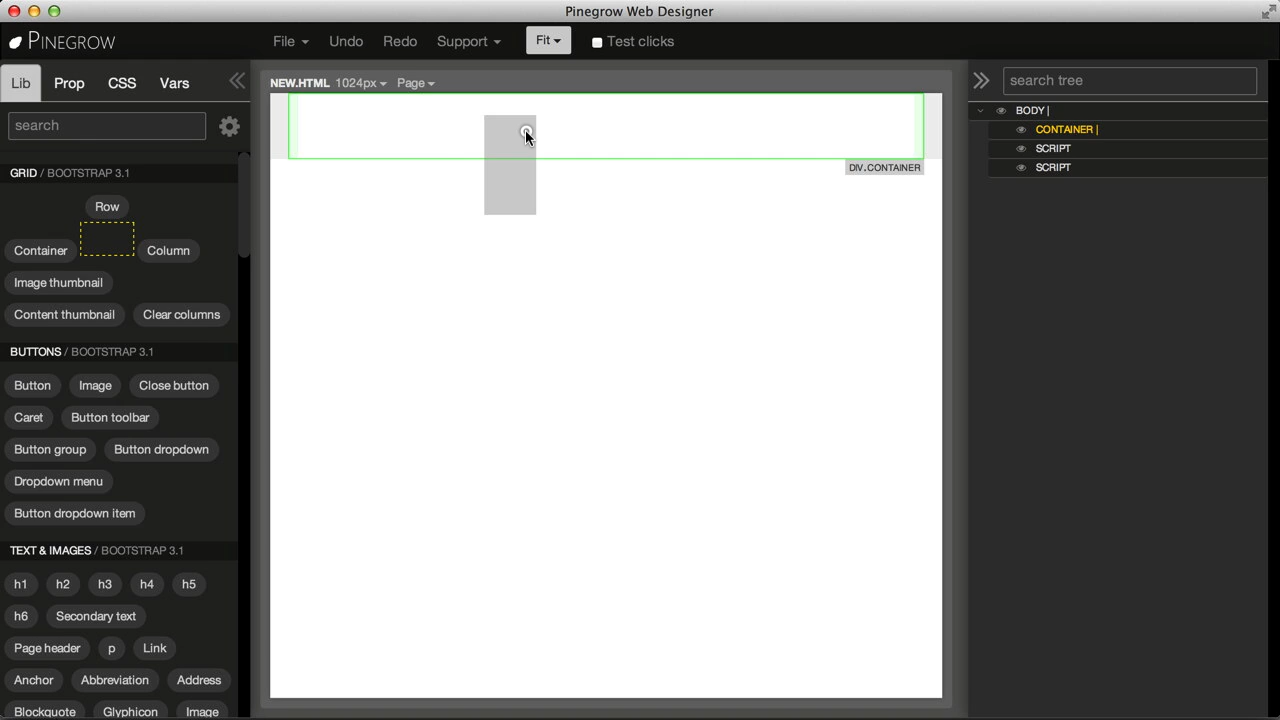 Pinegrow Web Designer
PINEGROW
File Undo Redo Support Fit Test clicks
Lib Prop CSS Vars
search
NEW.HTML 1024px Page
search tree
BODY |
CONTAINER |
SCRIPT
SCRIPT
DIV.CONTAINER
GRID / BOOTSTRAP 3.1
Row
Container Column
Image thumbnail
Content thumbnail Clear columns
BUTTONS / BOOTSTRAP 3.1
Button Image Close button
Caret Button toolbar
Button group Button dropdown
Dropdown menu
Button dropdown item
TEXT & IMAGES / BOOTSTRAP 3.1
h1 h2 h3 h4 h5
h6 Secondary text
Page header p Link
Anchor Abbreviation Address
Blockquote Glyphicon Image